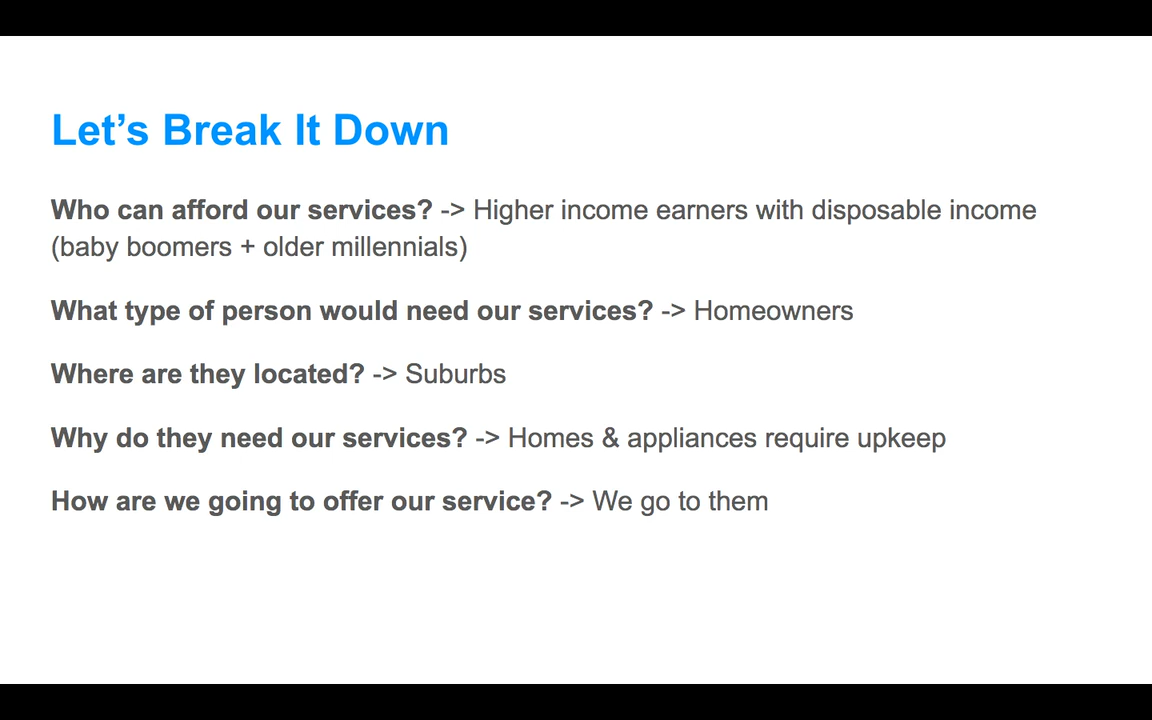 Let’s Break It Down
Who can afford our services? -> Higher income earners with disposable income
(baby boomers + older millennials)
What type of person would need our services? -> Homeowners
Where are they located? -> Suburbs
Why do they need our services? -> Homes & appliances require upkeep
How are we going to offer our service? -> We go to them